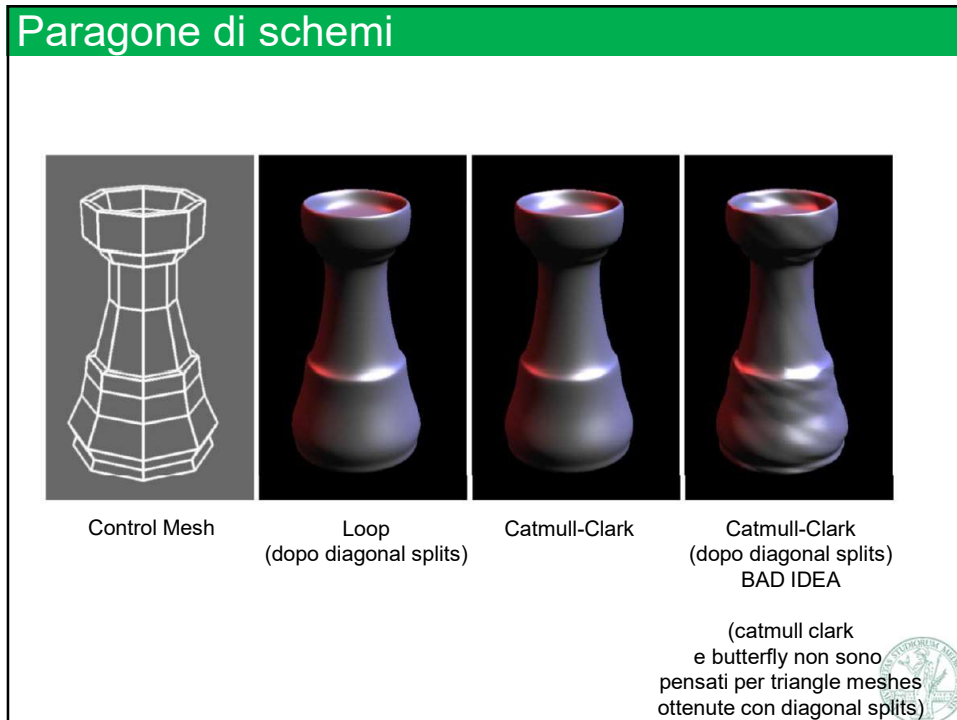 Paragone di schemi
Control Mesh
Loop
(dopo diagonal splits)
Catmull-Clark
Catmull-Clark
(dopo diagonal splits)
BAD IDEA
(catmull clark
e butterfly non sono
pensati per triangle meshes
ottenute con diagonal splits)